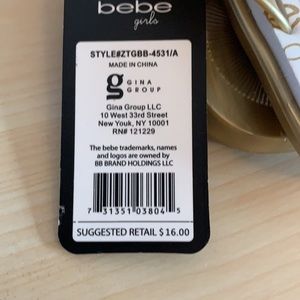 bebe
girls
STYLE#ZTGBB-4531/A
MADE IN CHINA
g GINA
GROUP
Gina Group LLC
10 West 33rd Street
New Youk, NY 10001
RN# 121229
The bebe trademarks, names
and logos are owned by
BB BRAND HOLDINGS LLC
7 31351 03804 5
SUGGESTED RETAIL $ 16.00